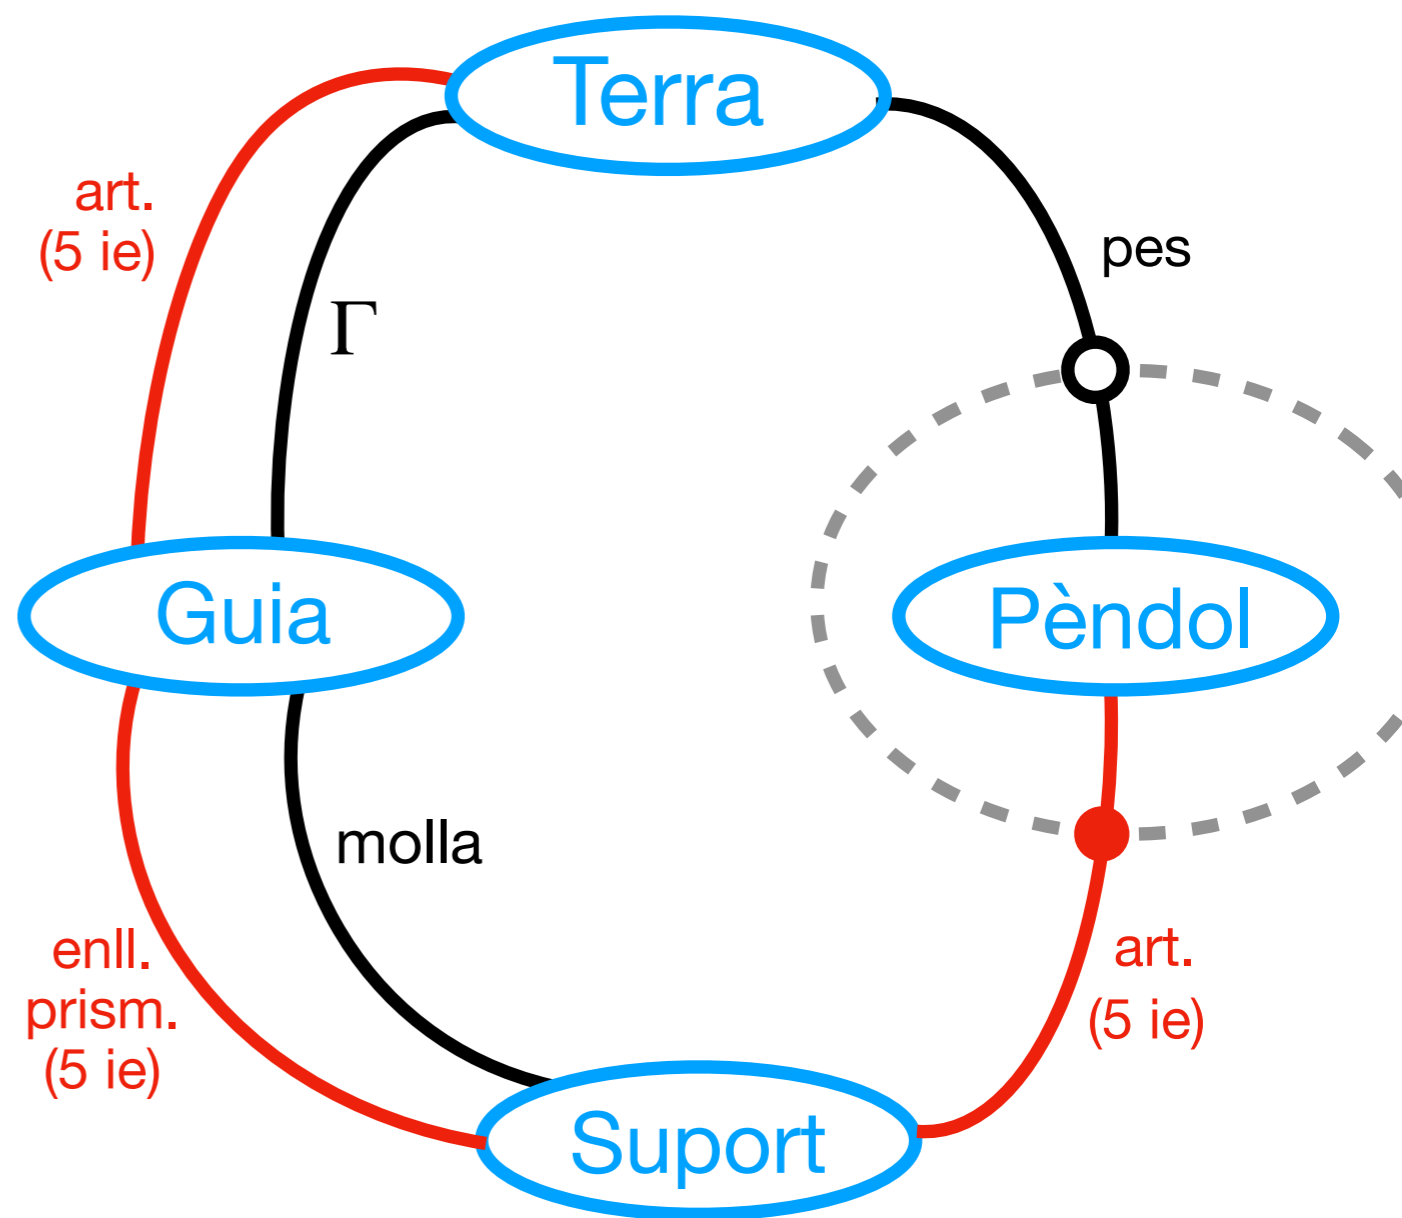 Terra
art.
(5 ie)
pes
Γ
Guia
Pèndol
molla
enll.
prism.
(5 ie)
art.
(5 ie)
Suport